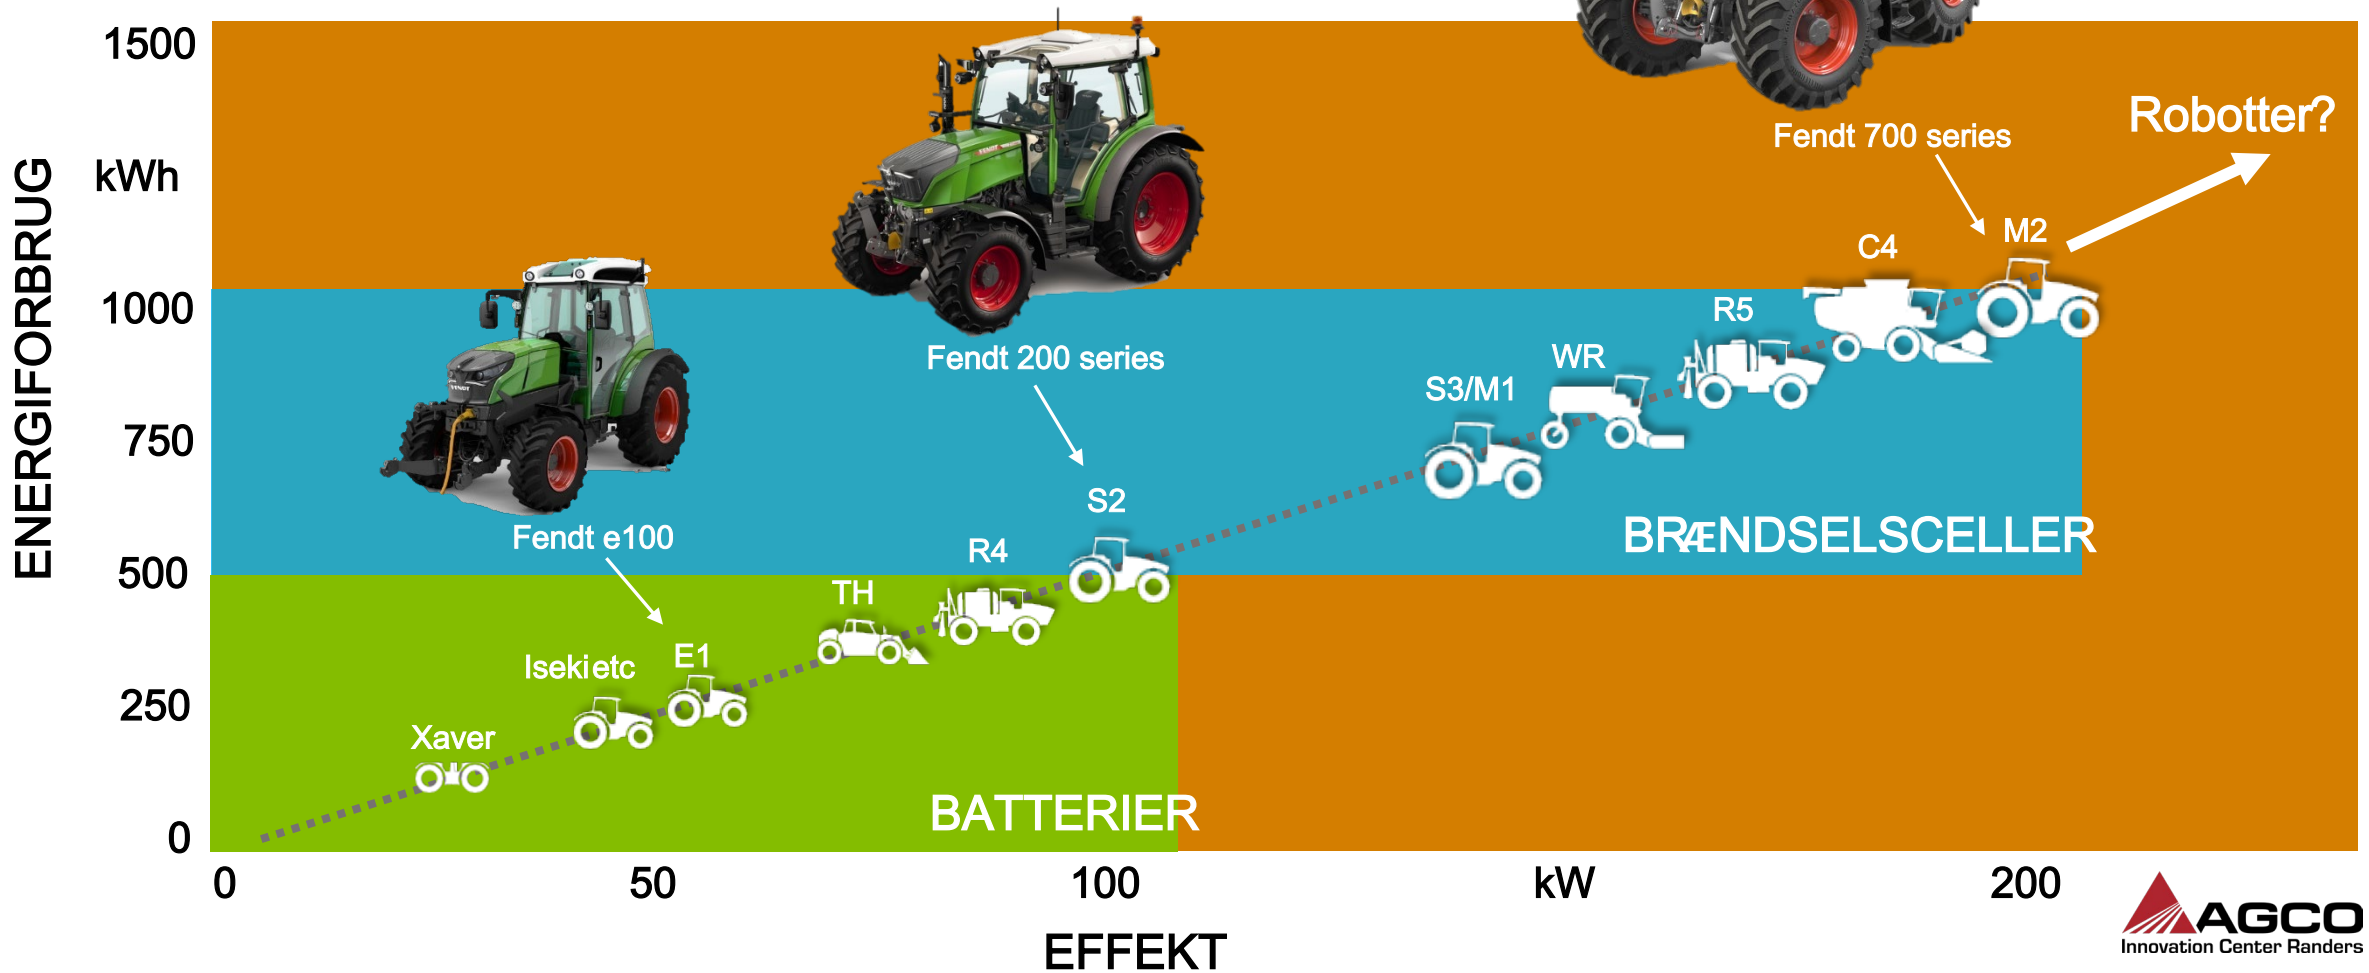 1500
Robotter?
Fendt 700 series
kWh
ENERGIFORBRUG
M2
C4
1000
R5
Fendt 200 series
WR
S3/M1
750
S2
Fendt e100
BRÆNDSELSCELLER
R4
500
TH
E1
Iseki etc
250
Xaver
BATTERIER
0
0 50 100 kW 200
AGCO
Innovation Center Randers
EFFEKT